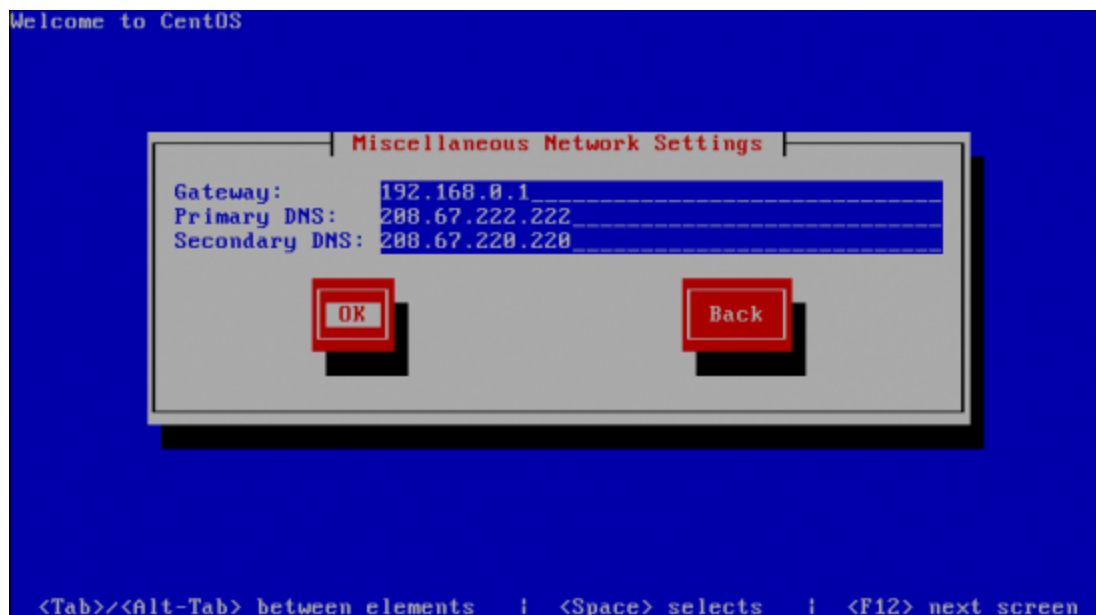 Welcome to CentOS
Miscellaneous Network Settings
Gateway: 192.168.0.1
Primary DNS: 208.67.222.222
Secondary DNS: 208.67.220.220
OK Back
<Tab>/<Alt-Tab> between elements | <Space> selects | <F12> next screen